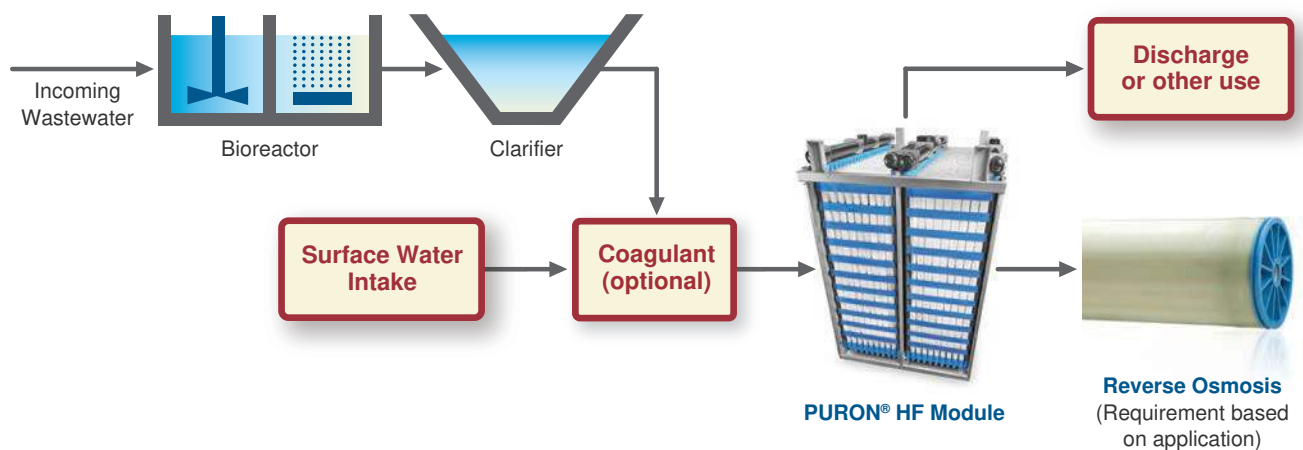 Incoming
Wastewater
Bioreactor
Clarifier
Discharge
or other use
Surface Water
Intake
Coagulant
(optional)
PURON® HF Module
Reverse Osmosis
(Requirement based
on application)